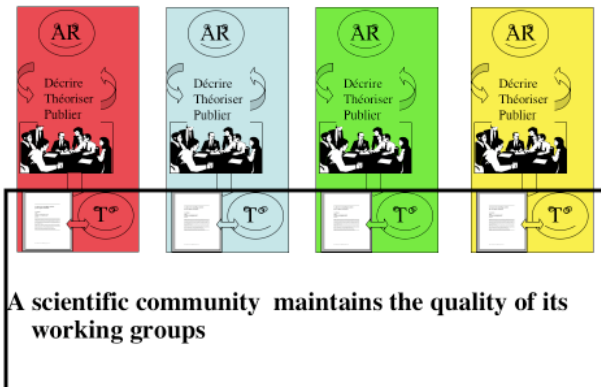 AR AR AR AR
Décrire Décrire Décrire Décrire
Théoriser Théoriser Théoriser Théoriser
Publier Publier Publier Publier
T T T T
A scientific community maintains the quality of its
working groups